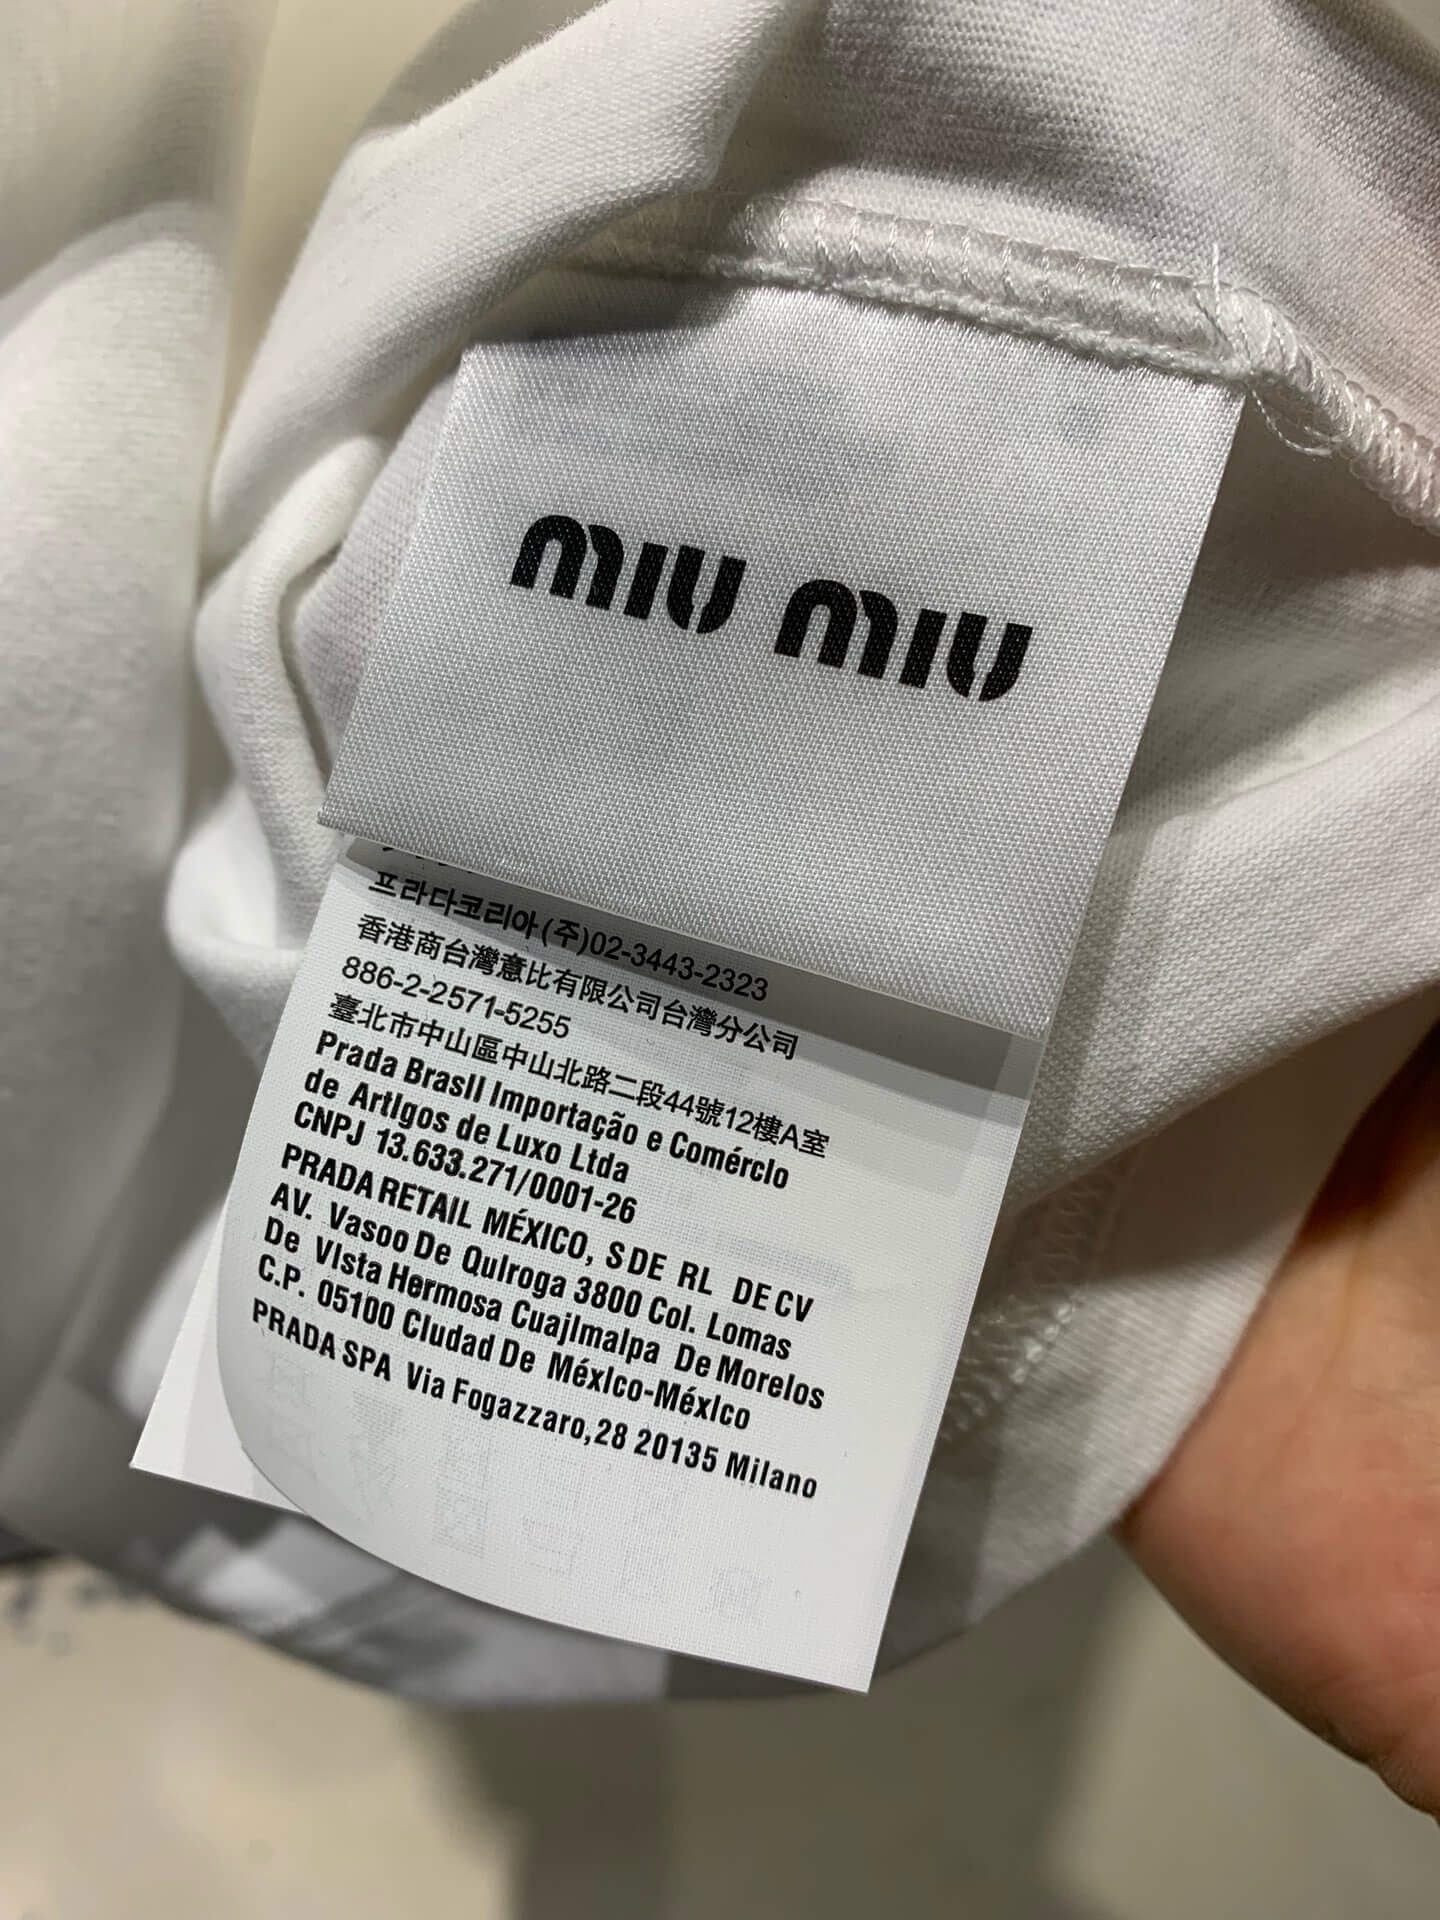 miu miu
프라다코리아(주)02-3443-2323
香港商台灣意比有限公司台灣分公司
886-2-2571-5255
臺北市中山區中山北路二段44號12樓A室
Prada BrasIl Importação e ComércIo
de ArtIgos de Luxo Ltda
CNPJ 13.633.271/0001-26
PRADA RETAIL MÉXICO, S DE RL DE CV
AV. Vasoo De QuIroga 3800 Col. Lomas
De VIsta Hermosa CuajImalpa De Morelos
C.P. 05100 CIudad De MéxIco-MéxIco
PRADA SPA Via Fogazzaro,28 20135 Milano